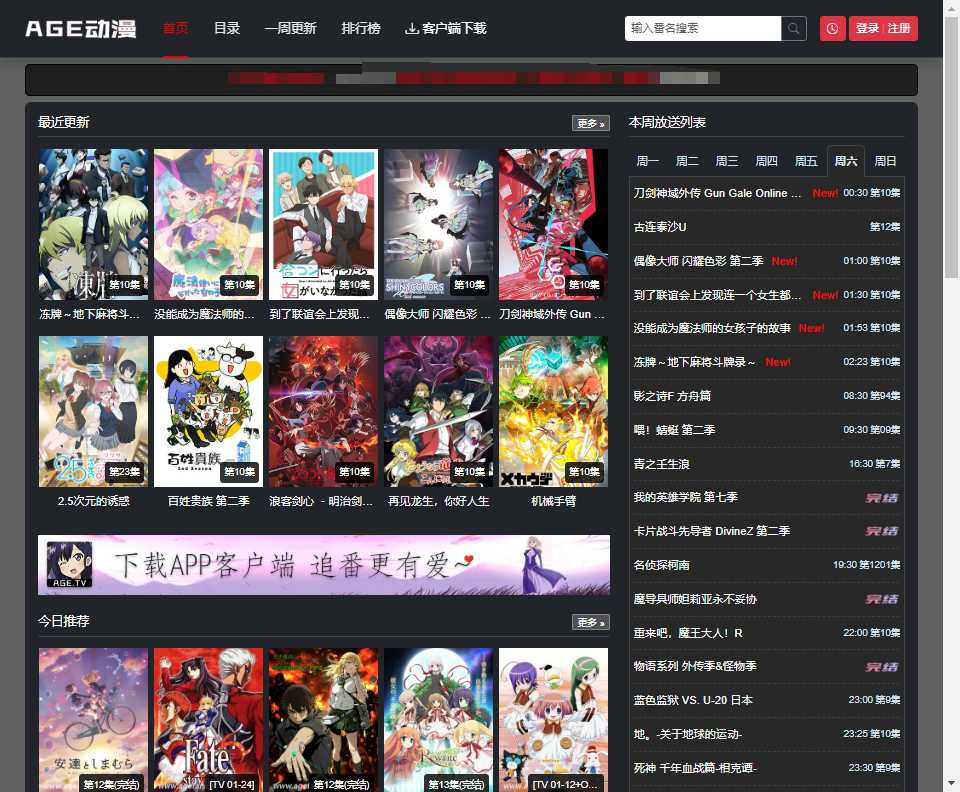 AGE动漫 首页 目录 一周更新 排行榜 客户端下载 输入番名搜索 登录 | 注册
最近更新 更多 »
第10集 第10集 第10集 第10集 第10集
冻牌～地下麻将斗... 没能成为魔法师的... 到了联谊会上发现... 偶像大师 闪耀色彩 ... 刀剑神域外传 Gun ...
第23集 第10集 第10集 第10集 第10集
2.5次元的诱惑 百姓贵族 第二季 浪客剑心 －明治剑... 再见龙生，你好人生 机械手臂
AGE.TV 下载APP客户端 追番更有爱～
今日推荐 更多 »
安達としまむら
Fate
Rewrite
第12集(完结) [TV 01-24] 第12集(完结) 第13集(完结) [TV 01-12+O...
本周放送列表
周一 周二 周三 周四 周五 周六 周日
刀剑神域外传 Gun Gale Online ... New! 00:30 第10集
古连泰沙U 第12集
偶像大师 闪耀色彩 第二季 New! 01:00 第10集
到了联谊会上发现连一个女生都... New! 01:30 第10集
没能成为魔法师的女孩子的故事 New! 01:53 第10集
冻牌～地下麻将斗牌录～ New! 02:23 第10集
影之诗F 方舟篇 08:30 第94集
喂！蜻蜓 第二季 09:30 第09集
青之壬生浪 16:30 第7集
我的英雄学院 第七季 完结
卡片战斗先导者 DivineZ 第二季 完结
名侦探柯南 19:30 第1201集
魔导具师妲莉亚永不妥协 完结
重来吧，魔王大人！R 22:00 第10集
物语系列 外传季&怪物季 完结
蓝色监狱 VS. U-20 日本 23:00 第9集
地。-关于地球的运动- 23:25 第10集
死神 千年血战篇-相克谭- 23:30 第9集